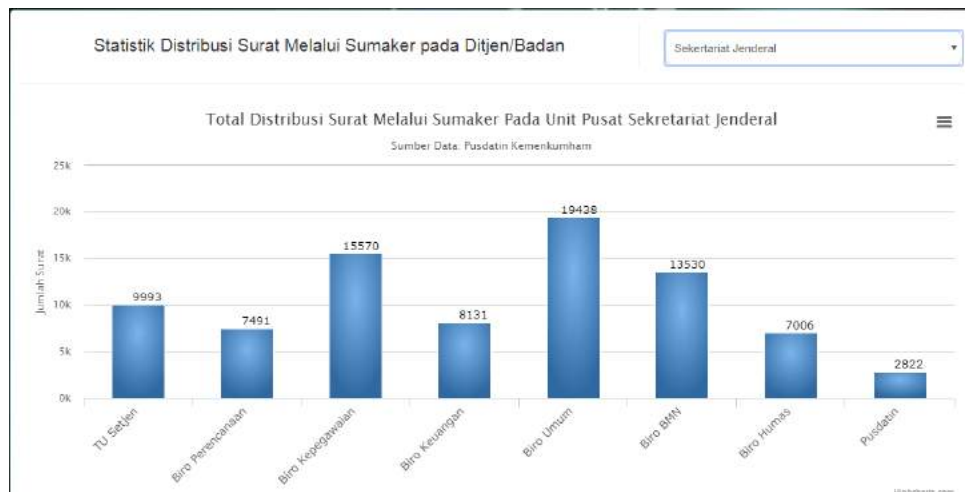 Statistik Distribusi Surat Melalui Sumaker pada Ditjen/Badan
Sekertariat Jenderal
Total Distribusi Surat Melalui Sumaker Pada Unit Pusat Sekretariat Jenderal
Sumber Data: Pusdatin Kemenkumham
Jumlah Surat
25k
20k
15k
10k
5k
0k
9993
7491
15570
8131
19438
13530
7006
2822
TU Setjen
Biro Perencanaan
Biro Kepegawaian
Biro Keuangan
Biro Umum
Biro BMN
Biro Humas
Pusdatin